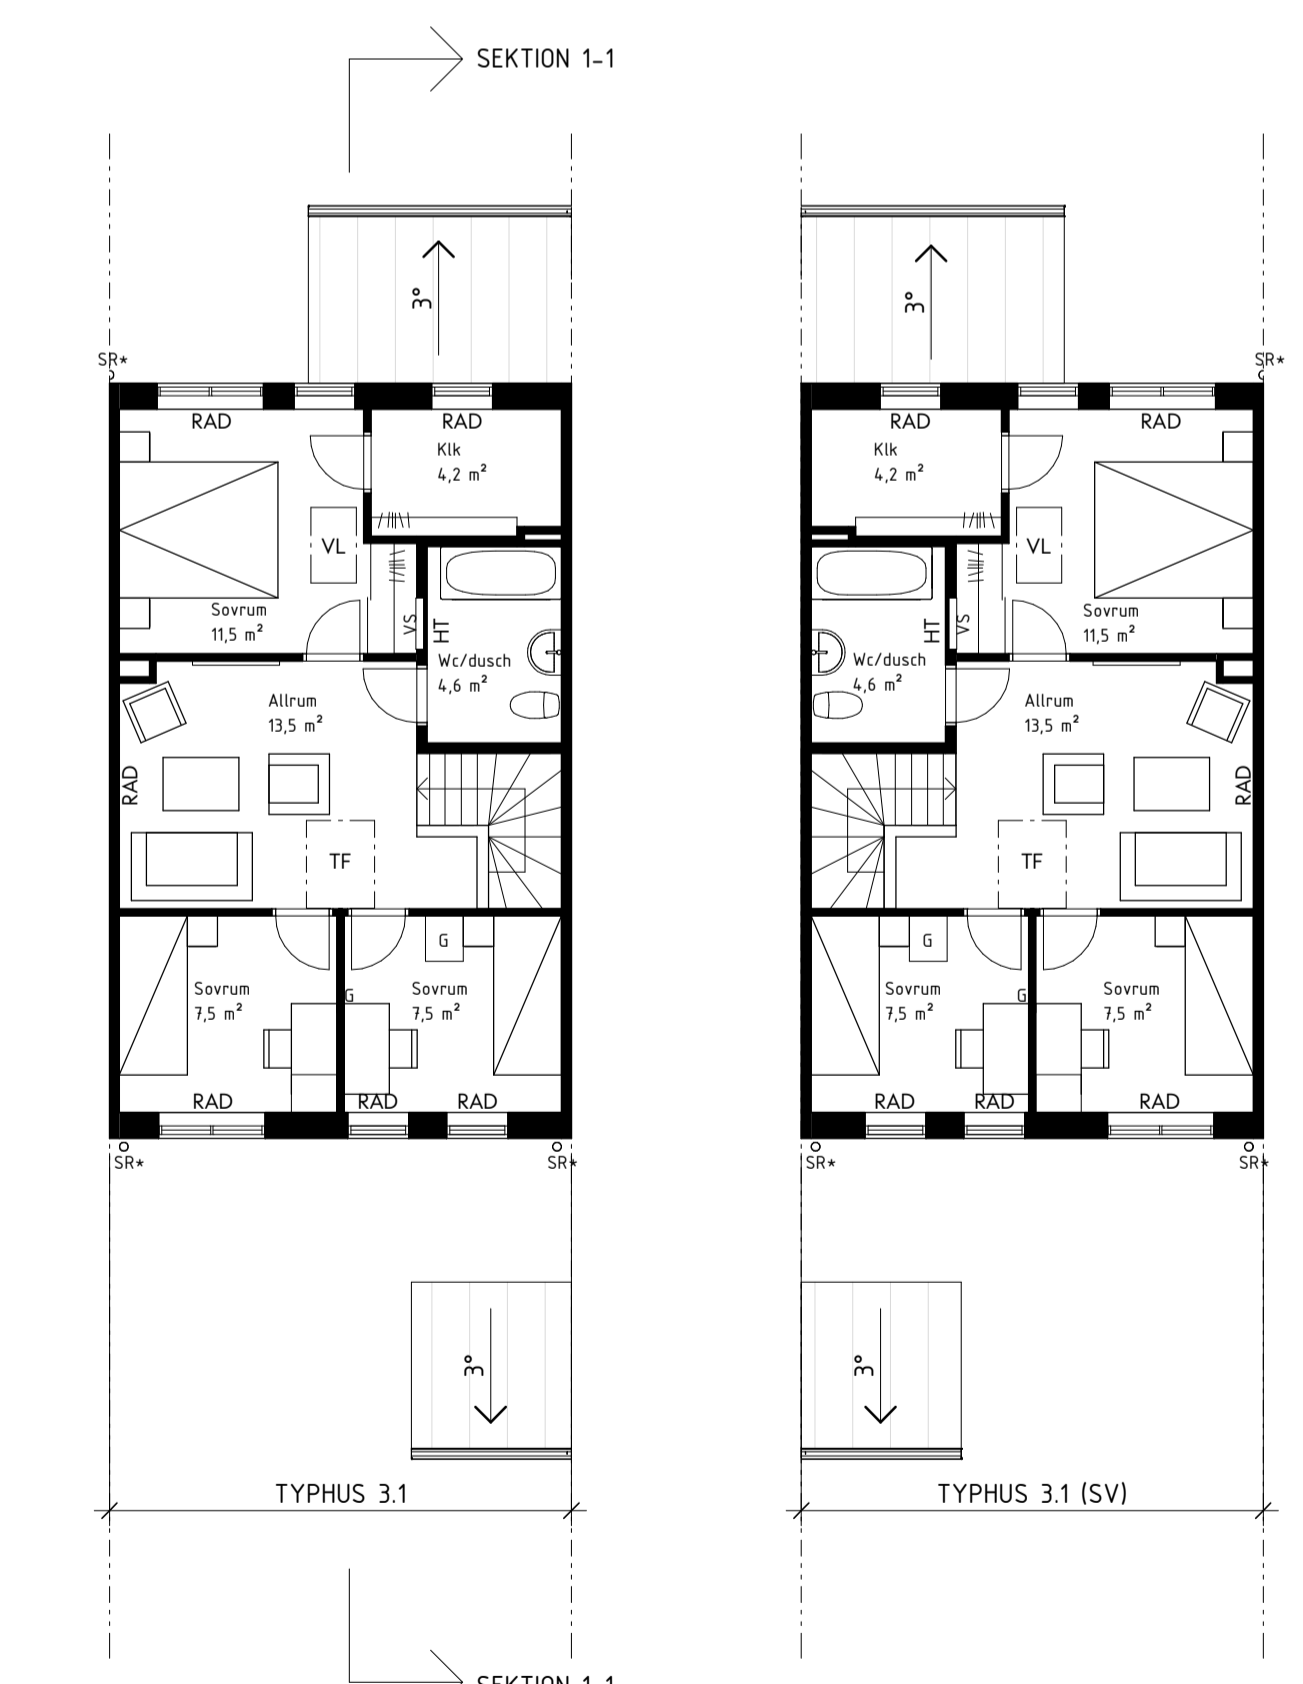 SEKTION 1-1
3°
SR*
RAD
RAD
Klk
4,2 m²
VL
Sovrum
11,5 m²
VS
HT
Wc/dusch
4,6 m²
Allrum
13,5 m²
RAD
TF
G
Sovrum
7,5 m²
G
Sovrum
7,5 m²
RAD
RAD
RAD
SR*
SR*
3°
TYPHUS 3.1
SEKTION 1-1
3°
SR*
RAD
RAD
Klk
4,2 m²
VL
Sovrum
11,5 m²
HT
VS
Wc/dusch
4,6 m²
Allrum
13,5 m²
RAD
TF
G
Sovrum
7,5 m²
G
Sovrum
7,5 m²
RAD
RAD
RAD
SR*
SR*
3°
TYPHUS 3.1 (SV)